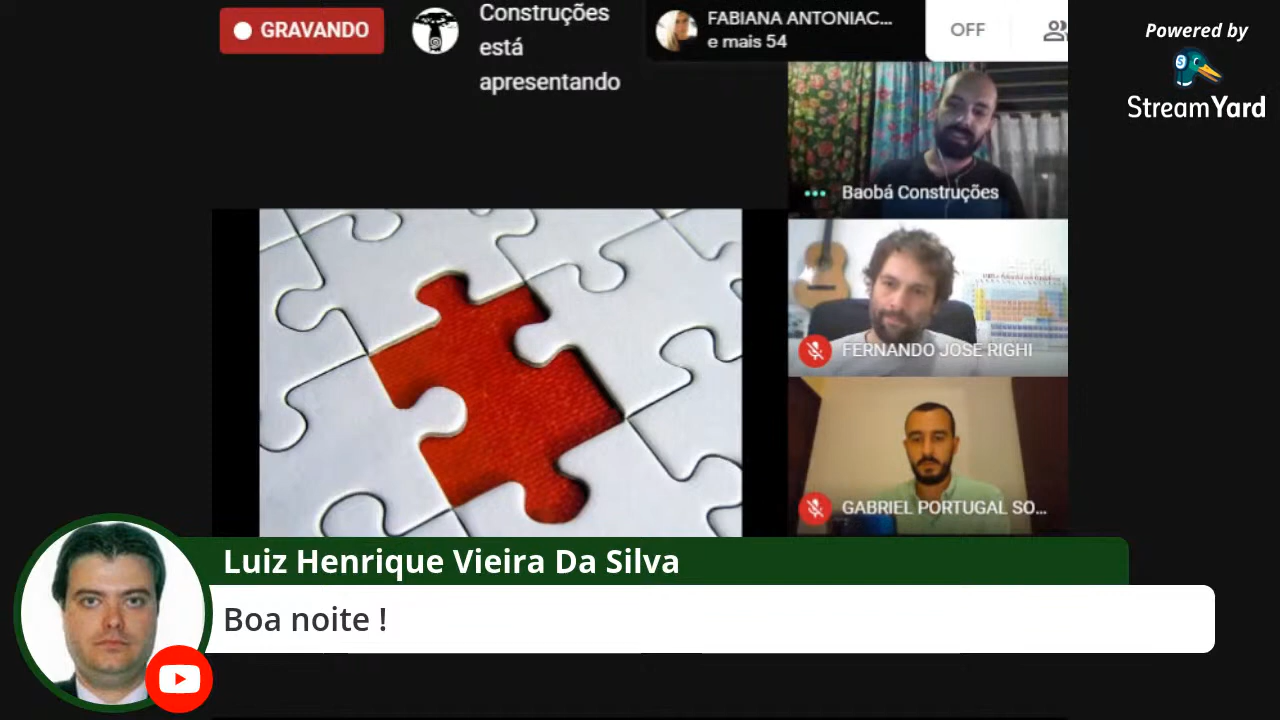 GRAVANDO
Construções
está
apresentando
FABIANA ANTONIAC...
e mais 54
OFF
Powered by
S
StreamYard
Baobá Construções
FERNANDO JOSE RIGHI
GABRIEL PORTUGAL SO...
Luiz Henrique Vieira Da Silva
Boa noite !